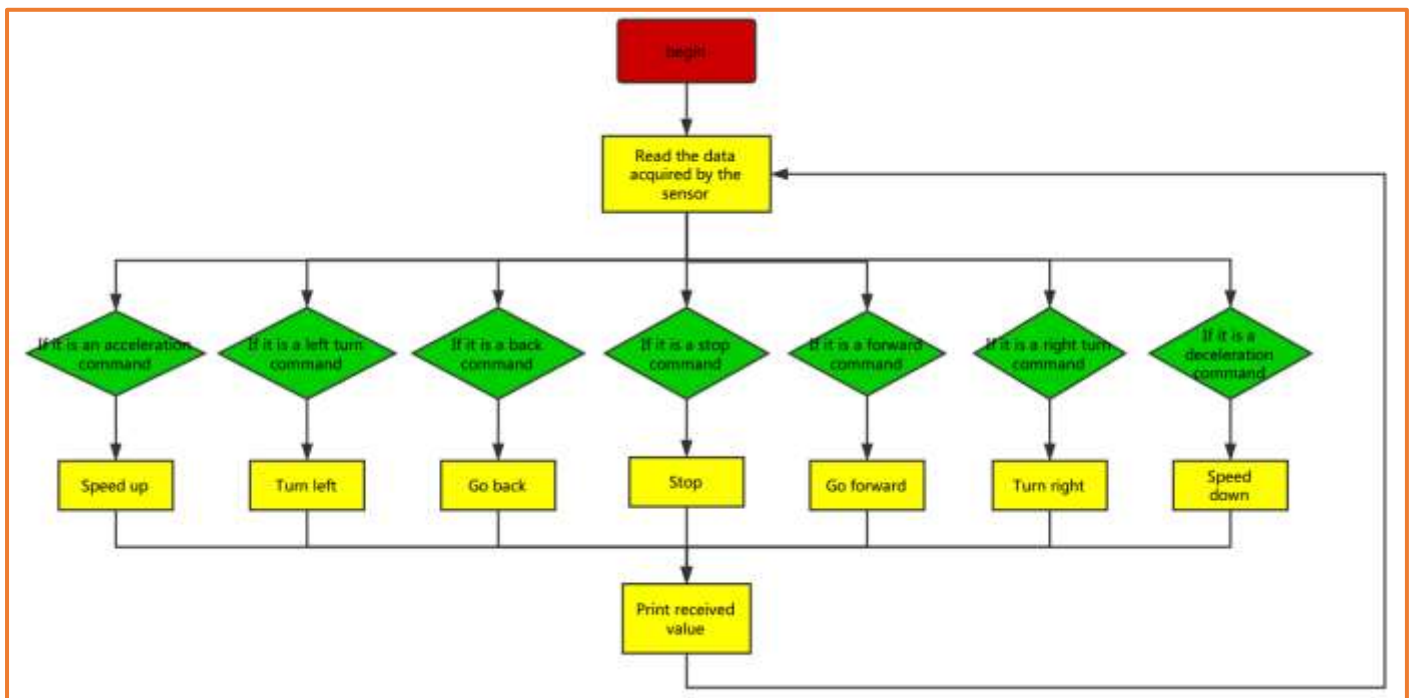 begin
Read the data
acquired by the
sensor
If it is an acceleration
command
If it is a left turn
command
If it is a back
command
If it is a stop
command
If it is a forward
command
If it is a right turn
command
If it is a
deceleration
command
Speed up
Turn left
Go back
Stop
Go forward
Turn right
Speed
down
Print received
value